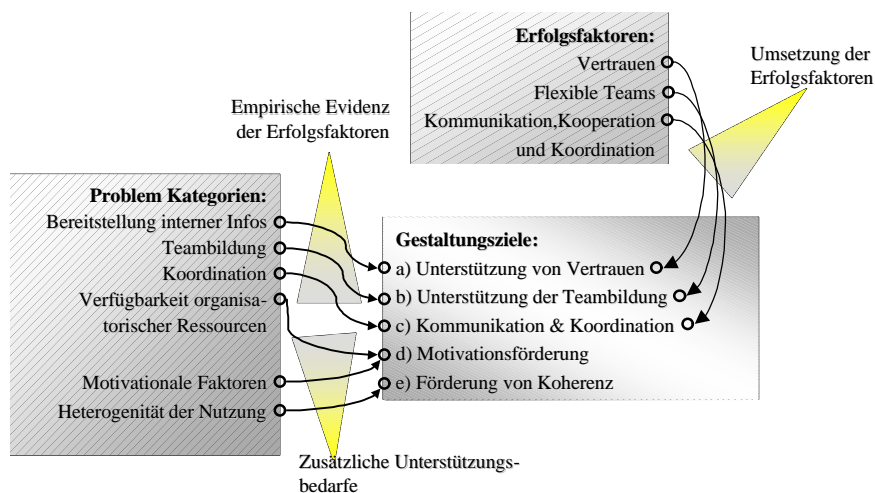 Erfolgsfaktoren:
Vertrauen
Flexible Teams
Kommunikation,Kooperation
und Koordination
Umsetzung der
Erfolgsfaktoren
Empirische Evidenz
der Erfolgsfaktoren
Problem Kategorien:
Bereitstellung interner Infos
Teambildung
Koordination
Verfügbarkeit organisa-
torischer Ressourcen
Motivationale Faktoren
Heterogenität der Nutzung
Gestaltungsziele:
a) Unterstützung von Vertrauen
b) Unterstützung der Teambildung
c) Kommunikation & Koordination
d) Motivationsförderung
e) Förderung von Koherenz
Zusätzliche Unterstützungs-
bedarfe